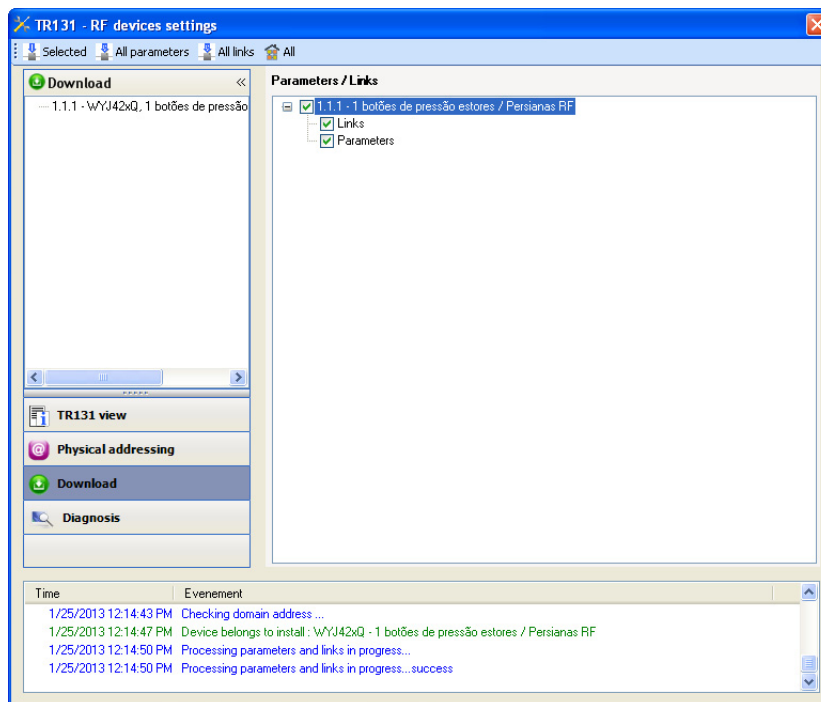 TR131 - RF devices settings
Selected All parameters All links All
Download «
1.1.1 - WYJ42xQ, 1 botões de pressão
Parameters / Links
1.1.1 - 1 botões de pressão estores / Persianas RF
Links
Parameters
TR131 view
Physical addressing
Download
Diagnosis
Time Evenement
1/25/2013 12:14:43 PM Checking domain address ...
1/25/2013 12:14:47 PM Device belongs to install : WYJ42xQ - 1 botões de pressão estores / Persianas RF
1/25/2013 12:14:50 PM Processing parameters and links in progress...
1/25/2013 12:14:50 PM Processing parameters and links in progress...success